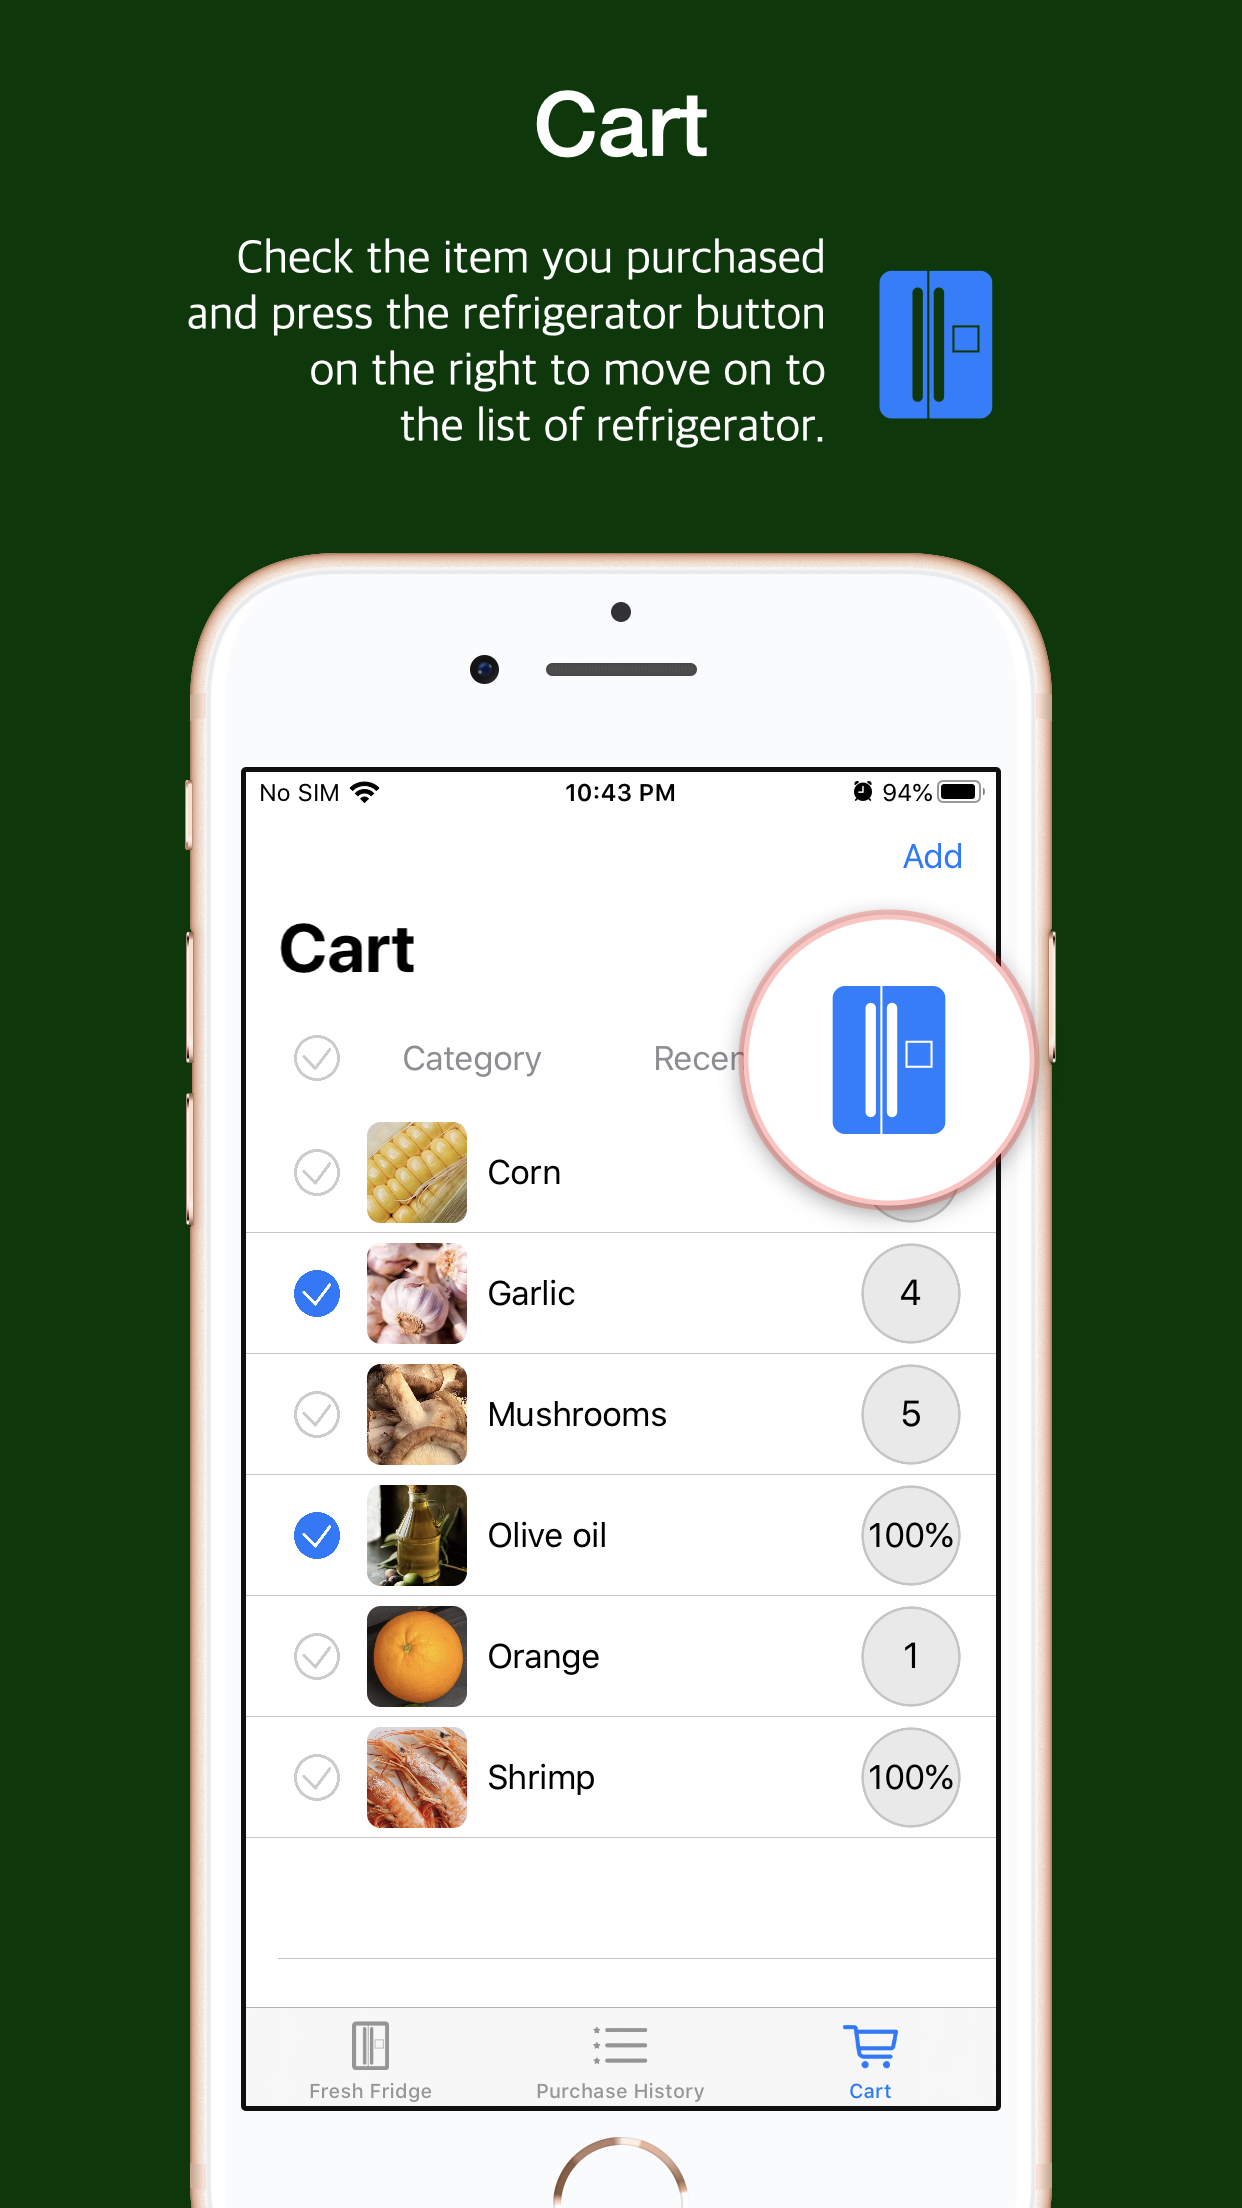 Cart
Check the item you purchased
and press the refrigerator button
on the right to move on to
the list of refrigerator.
No SIM 10:43 PM 94%
Add
Cart
Category
Corn
Garlic 4
Mushrooms 5
Olive oil 100%
Orange 1
Shrimp 100%
Fresh Fridge Purchase History Cart